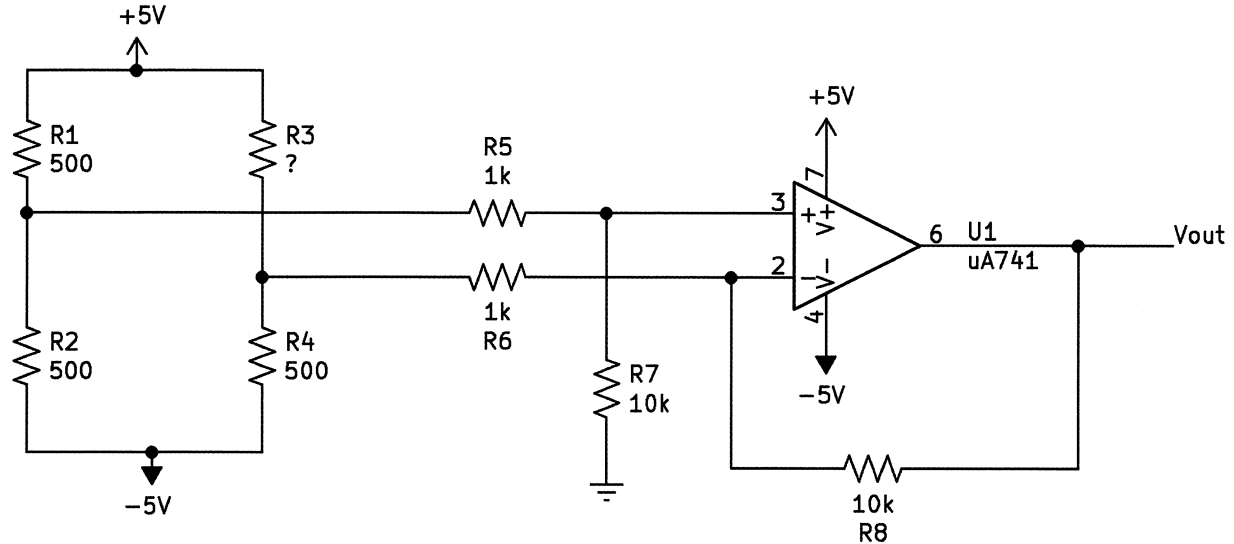 +5V
R1
500
R3
?
R2
500
R4
500
-5V
R5
1k
1k
R6
R7
10k
+5V
7
3
+
V+
2
-
V-
4
-5V
6
U1
uA741
Vout
10k
R8